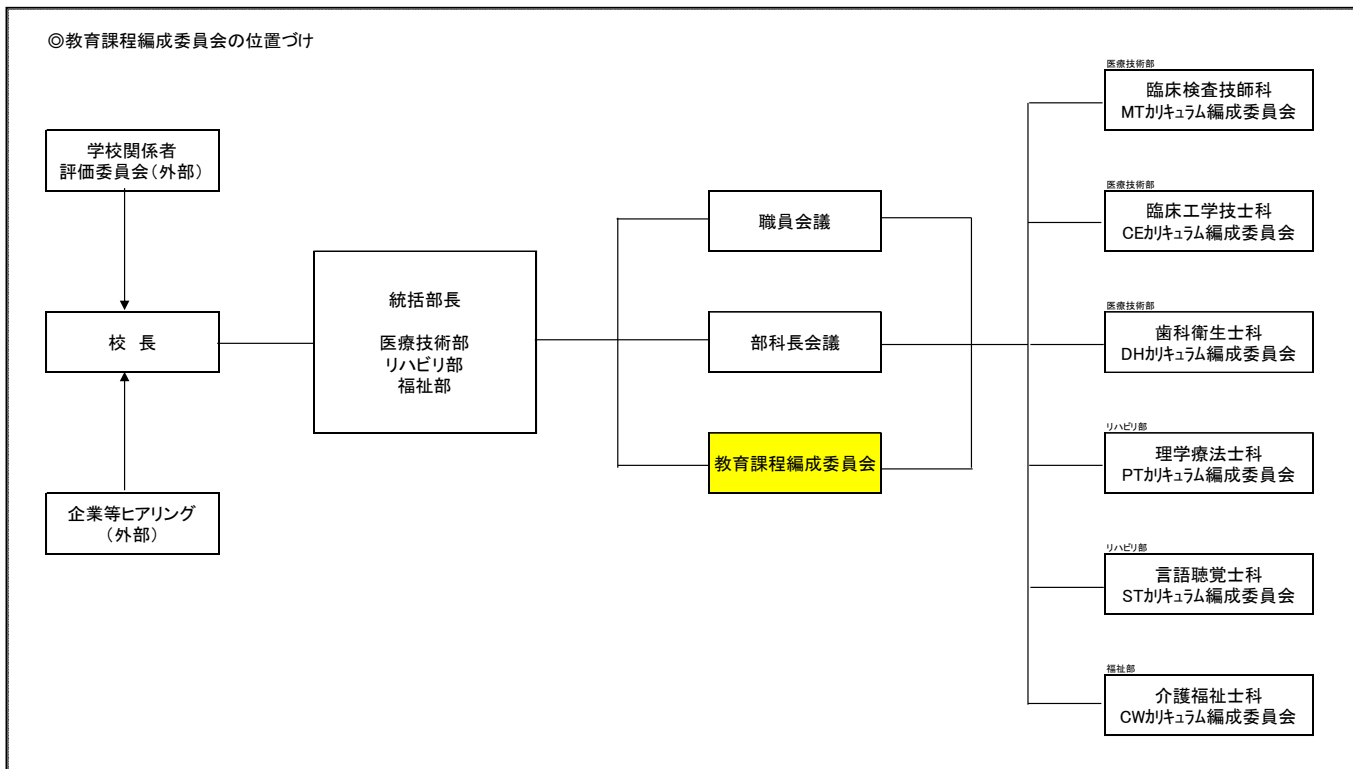 ◎教育課程編成委員会の位置づけ
学校関係者
評価委員会(外部)
校 長
企業等ヒアリング
(外部)
統括部長
医療技術部
リハビリ部
福祉部
職員会議
部科長会議
教育課程編成委員会
医療技術部
臨床検査技師科
MTカリキュラム編成委員会
医療技術部
臨床工学技士科
CEカリキュラム編成委員会
医療技術部
歯科衛生士科
DHカリキュラム編成委員会
リハビリ部
理学療法士科
PTカリキュラム編成委員会
リハビリ部
言語聴覚士科
STカリキュラム編成委員会
福祉部
介護福祉士科
CWカリキュラム編成委員会